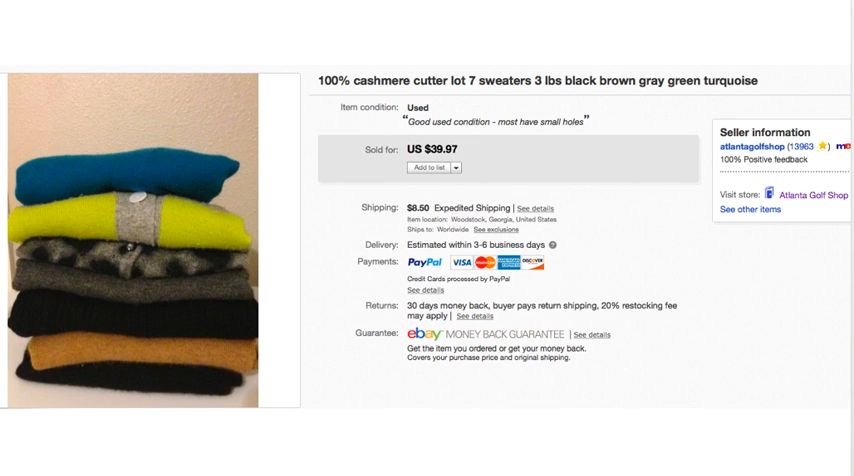 100% cashmere cutter lot 7 sweaters 3 lbs black brown gray green turquoise
Item condition: Used
“Good used condition - most have small holes”
Sold for: US $39.97
Add to list
Shipping: $8.50 Expedited Shipping | See details
Item location: Woodstock, Georgia, United States
Ships to: Worldwide See exclusions
Delivery: Estimated within 3-6 business days ?
Payments: PayPal VISA MasterCard AMERICAN EXPRESS DISCOVER
Credit Cards processed by PayPal
See details
Returns: 30 days money back, buyer pays return shipping, 20% restocking fee
may apply | See details
Guarantee: ebay MONEY BACK GUARANTEE | See details
Get the item you ordered or get your money back.
Covers your purchase price and original shipping.
Seller information
atlantagolfshop (13963 ) me
100% Positive feedback
Visit store: Atlanta Golf Shop
See other items